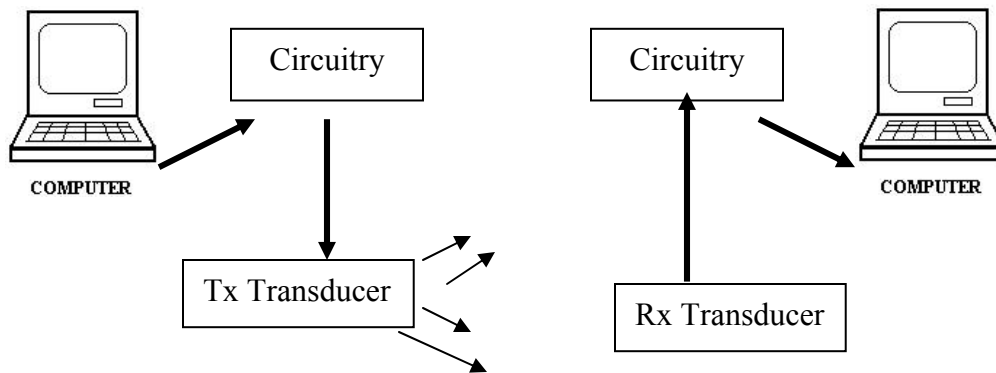 Circuitry
Circuitry
COMPUTER
COMPUTER
Tx Transducer
Rx Transducer